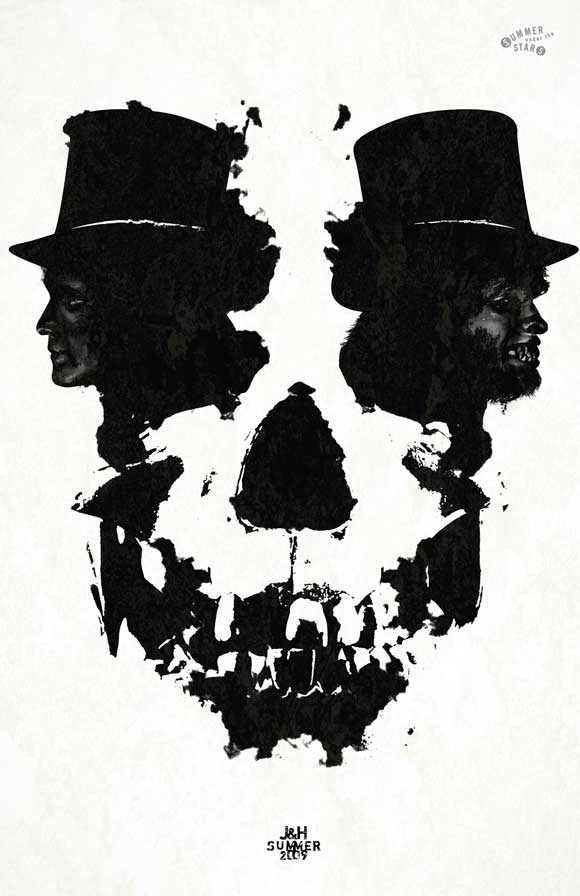 SUMMER
under the
STARS
J&H
SUMMER
2009